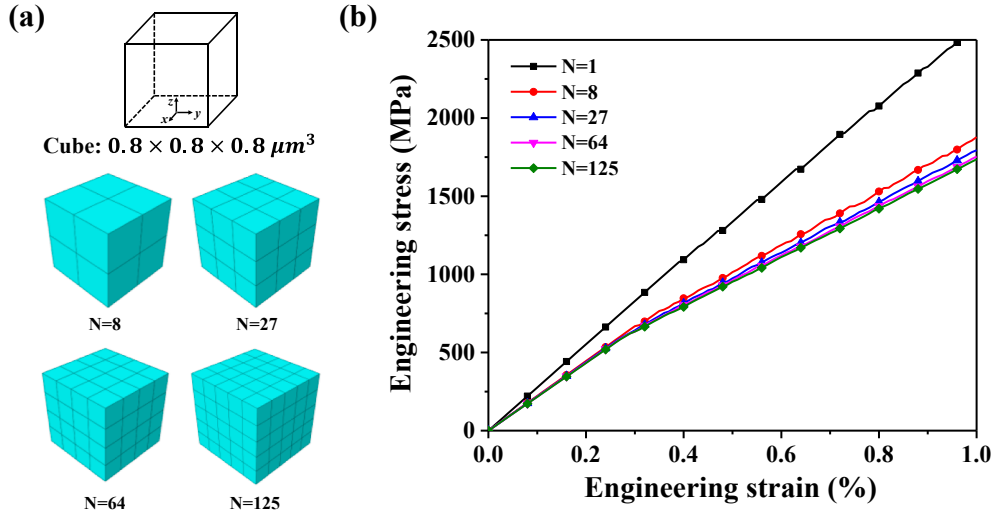 (a)
z
y
x
Cube: 0.8 × 0.8 × 0.8 μm³
N=8
N=27
N=64
N=125
(b)
Engineering stress (MPa)
2500
2000
1500
1000
500
0
N=1
N=8
N=27
N=64
N=125
0.0 0.2 0.4 0.6 0.8 1.0
Engineering strain (%)